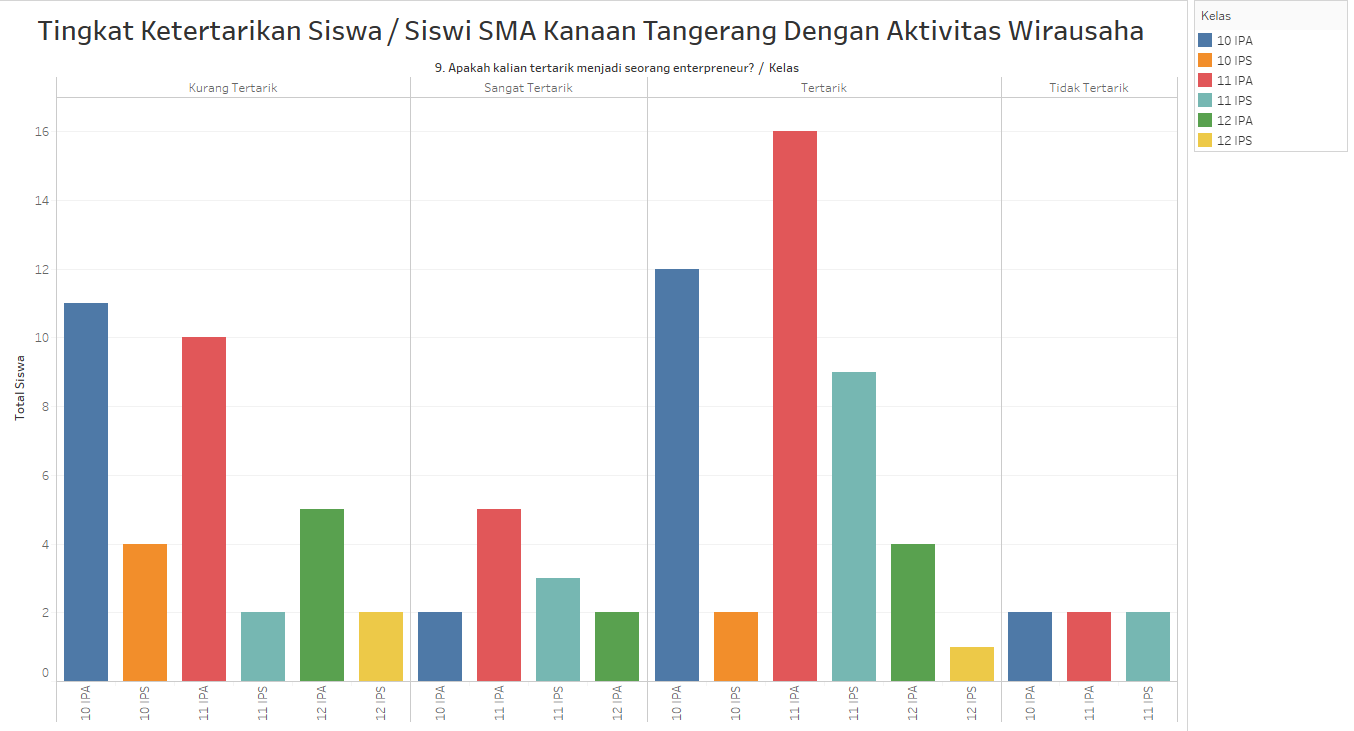 Tingkat Ketertarikan Siswa / Siswi SMA Kanaan Tangerang Dengan Aktivitas Wirausaha
9. Apakah kalian tertarik menjadi seorang enterpreneur? / Kelas
Kurang Tertarik
Sangat Tertarik
Tertarik
Tidak Tertarik
16
14
12
10
8
6
4
2
0
Total Siswa
10 IPA
10 IPS
11 IPA
11 IPS
12 IPA
12 IPS
10 IPA
11 IPA
11 IPS
12 IPA
10 IPA
10 IPS
11 IPA
11 IPS
12 IPA
12 IPS
10 IPA
11 IPA
11 IPS
Kelas
10 IPA
10 IPS
11 IPA
11 IPS
12 IPA
12 IPS